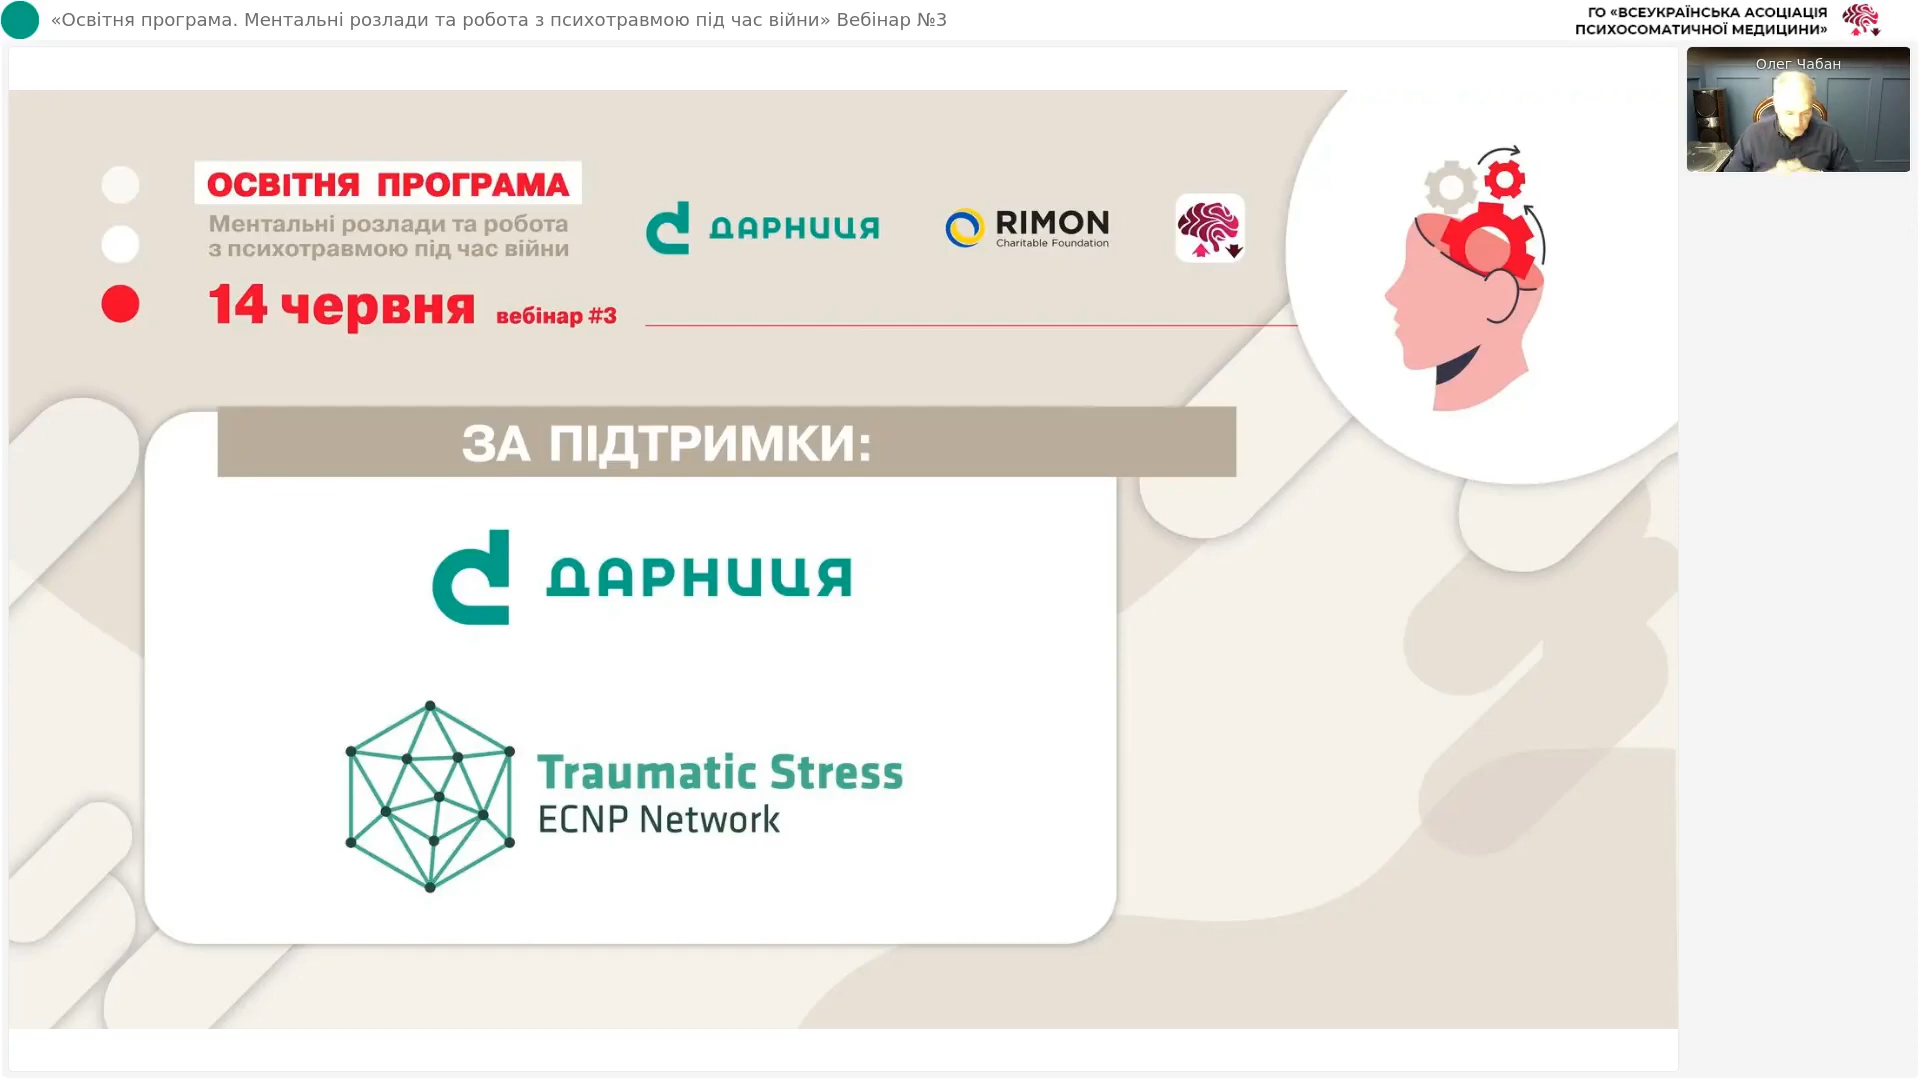 «Освітня програма. Ментальні розлади та робота з психотравмою під час війни» Вебінар №3
ГО «ВСЕУКРАЇНСЬКА АСОЦІАЦІЯ
ПСИХОСОМАТИЧНОЇ МЕДИЦИНИ»
Олег Чабан
ОСВІТНЯ ПРОГРАМА
Ментальні розлади та робота
з психотравмою під час війни
14 червня вебінар #3
ДАРНИЦЯ
RIMON
Charitable Foundation
ЗА ПІДТРИМКИ:
ДАРНИЦЯ
Traumatic Stress
ECNP Network